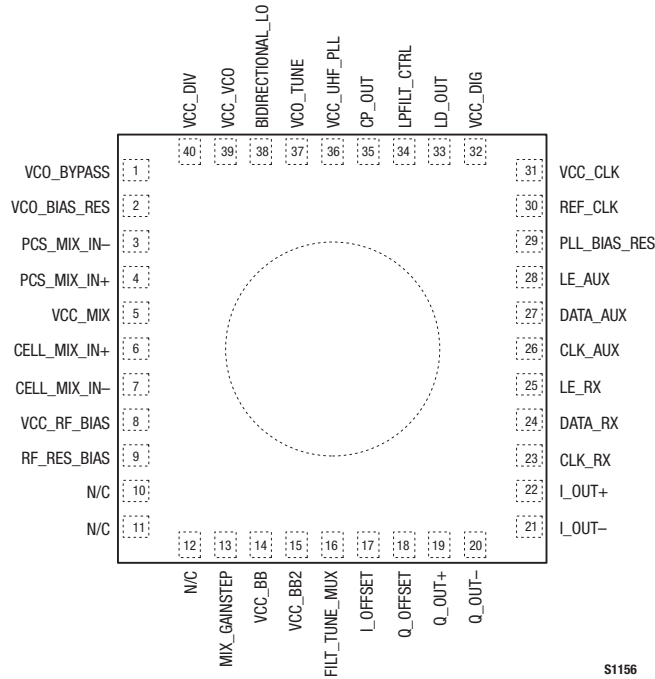 VCC_DIV
VCC_VCO
BIDIRECTIONAL_LO
VCO_TUNE
VCC_UHF_PLL
CP_OUT
LPFILT_CTRL
LD_OUT
VCC_DIG
40 39 38 37 36 35 34 33 32
VCO_BYPASS 1
31 VCC_CLK
VCO_BIAS_RES 2
30 REF_CLK
PCS_MIX_IN– 3
29 PLL_BIAS_RES
PCS_MIX_IN+ 4
28 LE_AUX
VCC_MIX 5
27 DATA_AUX
CELL_MIX_IN+ 6
26 CLK_AUX
CELL_MIX_IN– 7
25 LE_RX
VCC_RF_BIAS 8
24 DATA_RX
RF_RES_BIAS 9
23 CLK_RX
N/C 10
22 I_OUT+
N/C 11
21 I_OUT–
12 13 14 15 16 17 18 19 20
N/C
MIX_GAINSTEP
VCC_BB
VCC_BB2
FILT_TUNE_MUX
I_OFFSET
Q_OFFSET
Q_OUT+
Q_OUT–
S1156